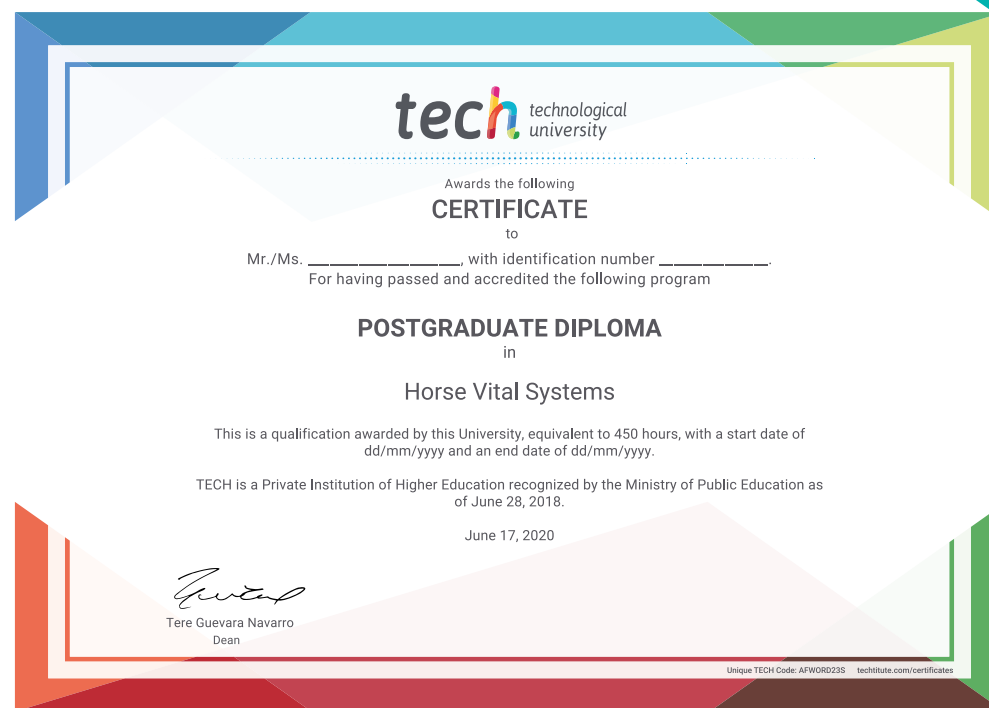 tech technological
university
Awards the following
CERTIFICATE
to
Mr./Ms. ____________________, with identification number ______________.
For having passed and accredited the following program
POSTGRADUATE DIPLOMA
in
Horse Vital Systems
This is a qualification awarded by this University, equivalent to 450 hours, with a start date of
dd/mm/yyyy and an end date of dd/mm/yyyy.
TECH is a Private Institution of Higher Education recognized by the Ministry of Public Education as
of June 28, 2018.
June 17, 2020
Tere Guevara Navarro
Dean
Unique TECH Code: AFWORD23S techtitute.com/certificates